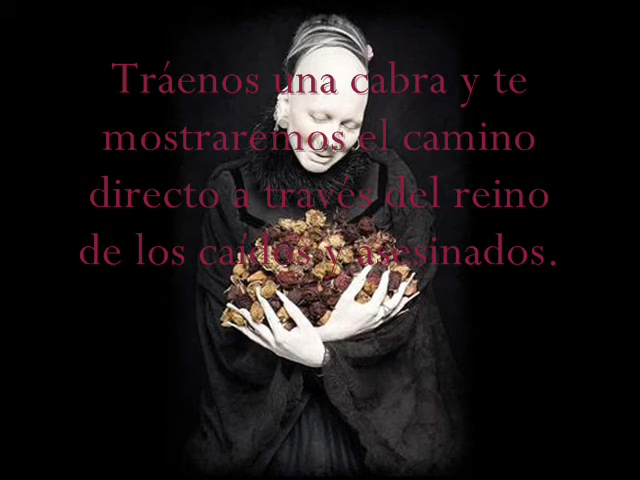 Tráenos una cabra y te
mostraremos el camino
directo a través del reino
de los caídos y asesinados.